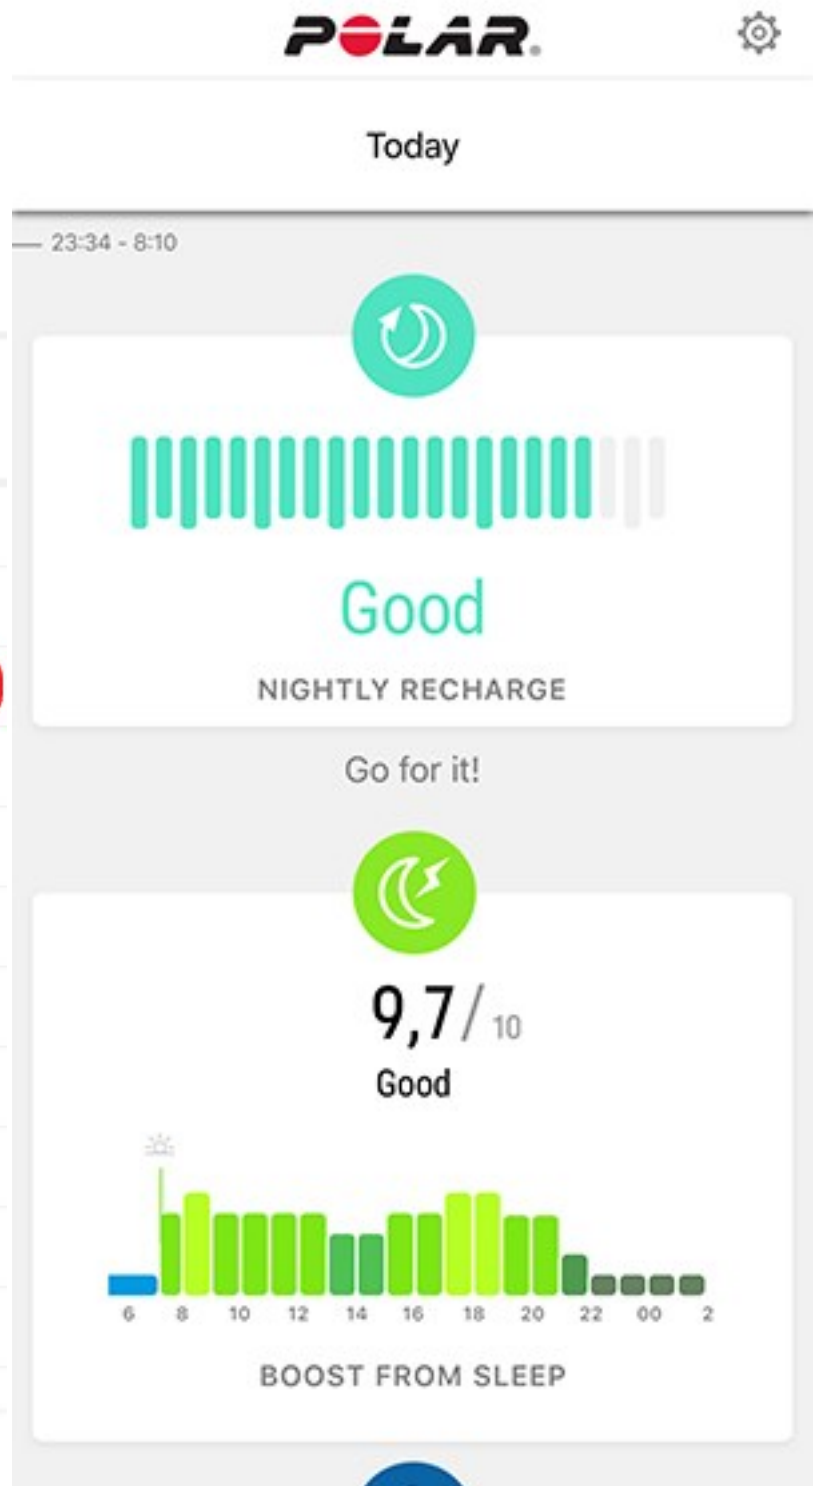 POLAR.
Today
23:34 - 8:10
Good
NIGHTLY RECHARGE
Go for it!
9,7/10
Good
6 8 10 12 14 16 18 20 22 00 2
BOOST FROM SLEEP